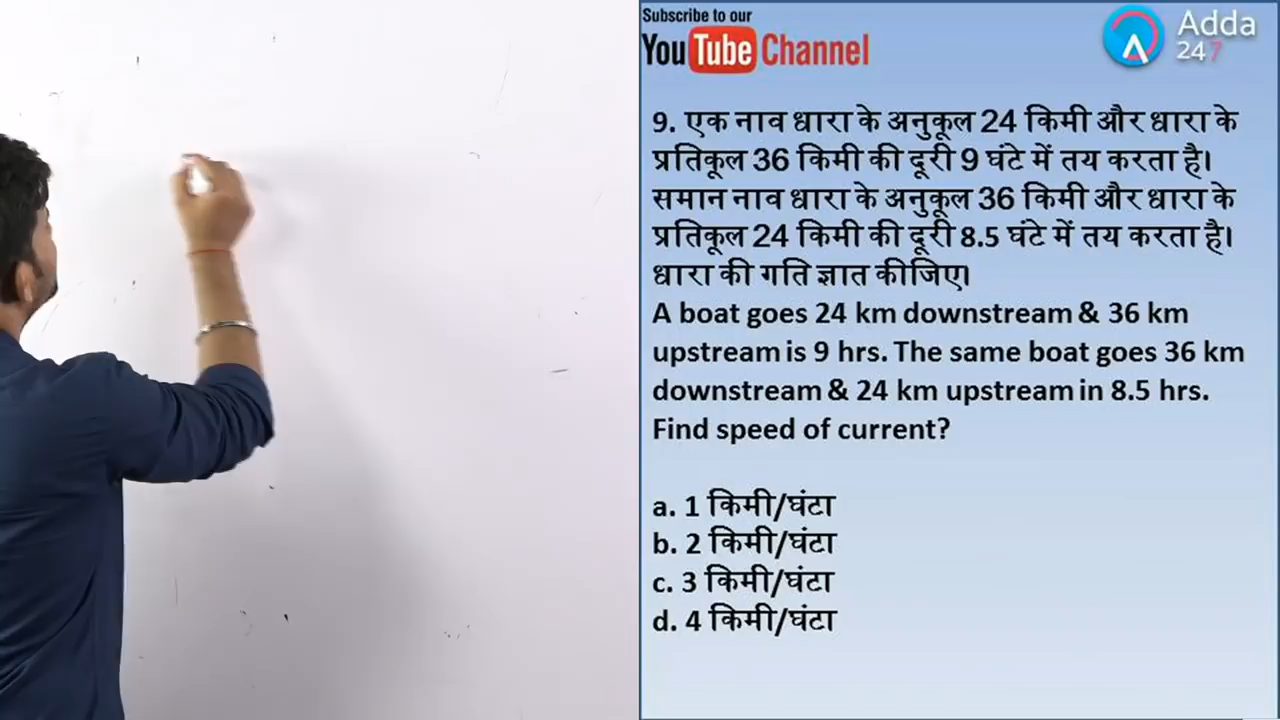 Subscribe to our
YouTube Channel
Adda
247
9. एक नाव धारा के अनुकूल 24 किमी और धारा के
प्रतिकूल 36 किमी की दूरी 9 घंटे में तय करता है।
समान नाव धारा के अनुकूल 36 किमी और धारा के
प्रतिकूल 24 किमी की दूरी 8.5 घंटे में तय करता है।
धारा की गति ज्ञात कीजिए।
A boat goes 24 km downstream & 36 km
upstream is 9 hrs. The same boat goes 36 km
downstream & 24 km upstream in 8.5 hrs.
Find speed of current?
a. 1 किमी/घंटा
b. 2 किमी/घंटा
c. 3 किमी/घंटा
d. 4 किमी/घंटा